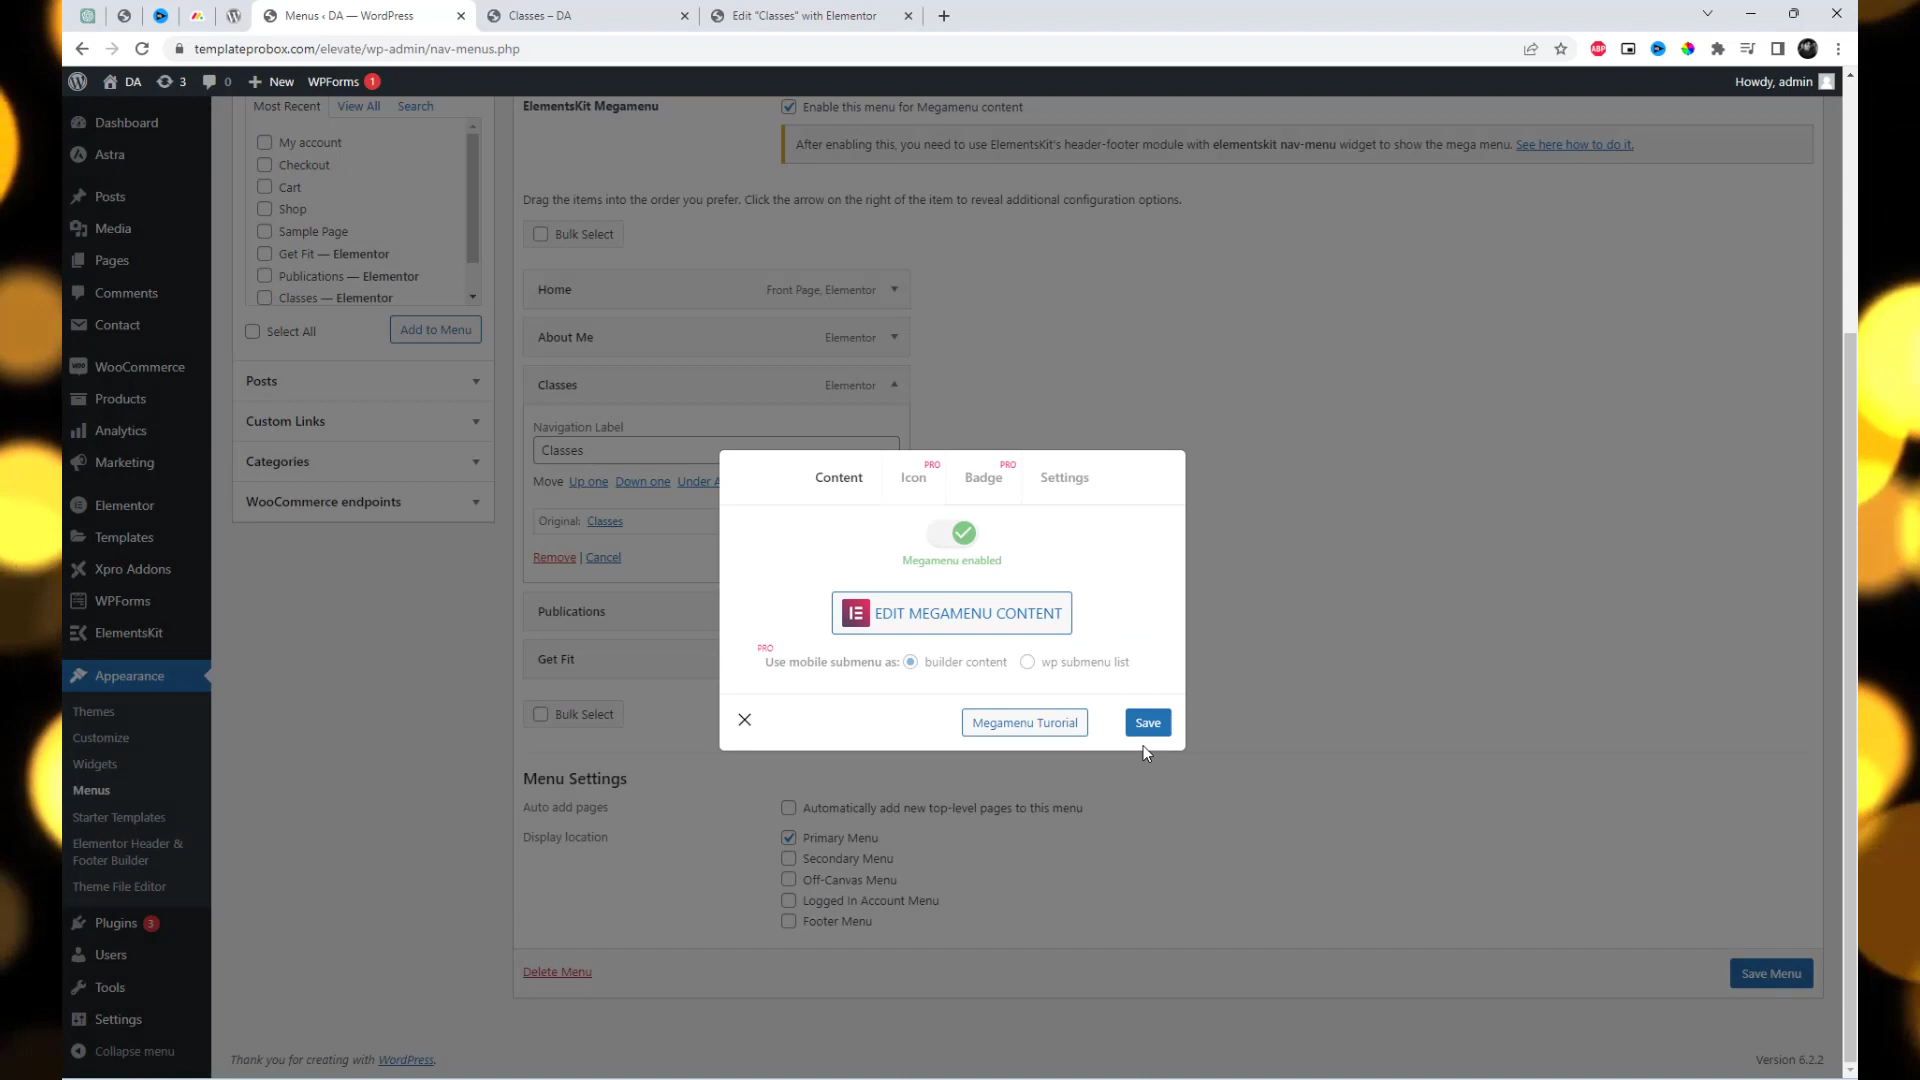 Menus ‹ DA — WordPress
Classes – DA
Edit "Classes" with Elementor
templateprobox.com/elevate/wp-admin/nav-menus.php
ABP
DA
3
0
New
WPForms 1
Howdy, admin
Dashboard
Astra
Posts
Media
Pages
Comments
Contact
WooCommerce
Products
Analytics
Marketing
Elementor
Templates
Xpro Addons
WPForms
ElementsKit
Appearance
Themes
Customize
Widgets
Menus
Starter Templates
Elementor Header &
Footer Builder
Theme File Editor
Plugins 3
Users
Tools
Settings
Collapse menu
Most Recent View All Search
My account
Checkout
Cart
Shop
Sample Page
Get Fit — Elementor
Publications — Elementor
Classes — Elementor
Select All
Add to Menu
Posts
Custom Links
Categories
WooCommerce endpoints
ElementsKit Megamenu
Enable this menu for Megamenu content
After enabling this, you need to use ElementsKit's header-footer module with elementskit nav-menu widget to show the mega menu. See here how to do it.
Drag the items into the order you prefer. Click the arrow on the right of the item to reveal additional configuration options.
Bulk Select
Home Front Page, Elementor
About Me Elementor
Classes Elementor
Navigation Label
Classes
Move Up one Down one Under A
Original: Classes
Remove | Cancel
Publications
Get Fit
Bulk Select
Content
Icon PRO
Badge PRO
Settings
Megamenu enabled
EDIT MEGAMENU CONTENT
PRO
Use mobile submenu as: builder content wp submenu list
Megamenu Turorial
Save
Menu Settings
Auto add pages
Automatically add new top-level pages to this menu
Display location
Primary Menu
Secondary Menu
Off-Canvas Menu
Logged In Account Menu
Footer Menu
Delete Menu
Save Menu
Thank you for creating with WordPress.
Version 6.2.2